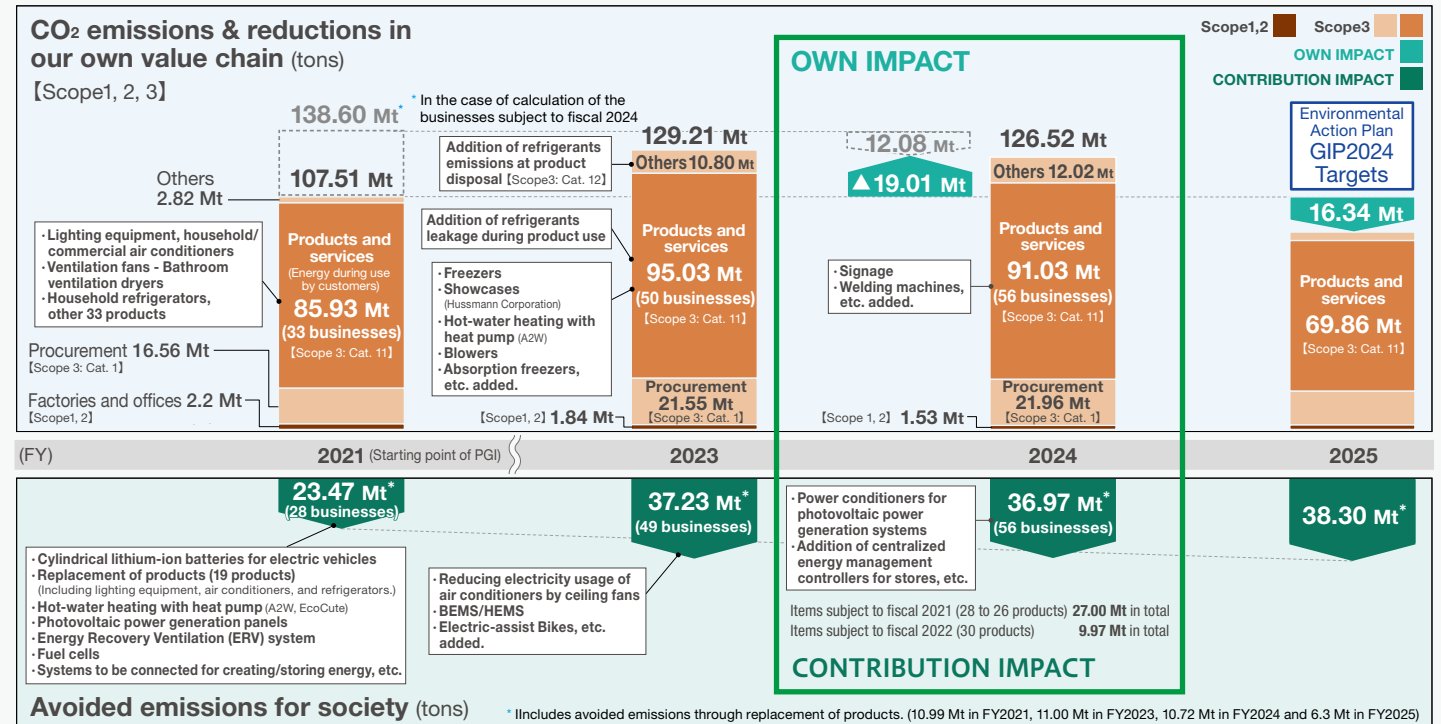 CO₂ emissions & reductions in
our own value chain (tons)
【Scope1, 2, 3】
Scope1,2
Scope3
OWN IMPACT
CONTRIBUTION IMPACT
138.60 Mt*
* In the case of calculation of the
businesses subject to fiscal 2024
107.51 Mt
Others
2.82 Mt
・Lighting equipment, household/
commercial air conditioners
・Ventilation fans - Bathroom
ventilation dryers
・Household refrigerators,
other 33 products
Products and
services
(Energy during use
by customers)
85.93 Mt
(33 businesses)
【Scope 3: Cat. 11】
Procurement 16.56 Mt
【Scope 3: Cat. 1】
Factories and offices 2.2 Mt
【Scope1, 2】
Addition of refrigerants
emissions at product
disposal【Scope3: Cat. 12】
Addition of refrigerants
leakage during product use
・Freezers
・Showcases
(Hussmann Corporation)
・Hot-water heating with
heat pump (A2W)
・Blowers
・Absorption freezers,
etc. added.
129.21 Mt
Others 10.80 Mt
Products and
services
95.03 Mt
(50 businesses)
【Scope 3: Cat. 11】
Procurement
21.55 Mt
【Scope 3: Cat. 1】
【Scope1, 2】1.84 Mt
OWN IMPACT
12.08 Mt
▲19.01 Mt
・Signage
・Welding machines,
etc. added.
126.52 Mt
Others 12.02 Mt
Products and
services
91.03 Mt
(56 businesses)
【Scope 3: Cat. 11】
Procurement
21.96 Mt
【Scope 3: Cat. 1】
【Scope 1, 2】1.53 Mt
Environmental
Action Plan
GIP2024
Targets
16.34 Mt
Products and
services
69.86 Mt
【Scope 3: Cat. 11】
(FY)
2021 (Starting point of PGI)
2023
2024
2025
23.47 Mt*
(28 businesses)
・Cylindrical lithium-ion batteries for electric vehicles
・Replacement of products (19 products)
(Including lighting equipment, air conditioners, and refrigerators.)
・Hot-water heating with heat pump (A2W, EcoCute)
・Photovoltaic power generation panels
・Energy Recovery Ventilation (ERV) system
・Fuel cells
・Systems to be connected for creating/storing energy, etc.
37.23 Mt*
(49 businesses)
・Reducing electricity usage of
air conditioners by ceiling fans
・BEMS/HEMS
・Electric-assist Bikes, etc.
added.
・Power conditioners for
photovoltaic power
generation systems
・Addition of centralized
energy management
controllers for stores, etc.
36.97 Mt*
(56 businesses)
Items subject to fiscal 2021 (28 to 26 products) 27.00 Mt in total
Items subject to fiscal 2022 (30 products) 9.97 Mt in total
CONTRIBUTION IMPACT
38.30 Mt*
Avoided emissions for society (tons)
* IIncludes avoided emissions through replacement of products. (10.99 Mt in FY2021, 11.00 Mt in FY2023, 10.72 Mt in FY2024 and 6.3 Mt in FY2025)